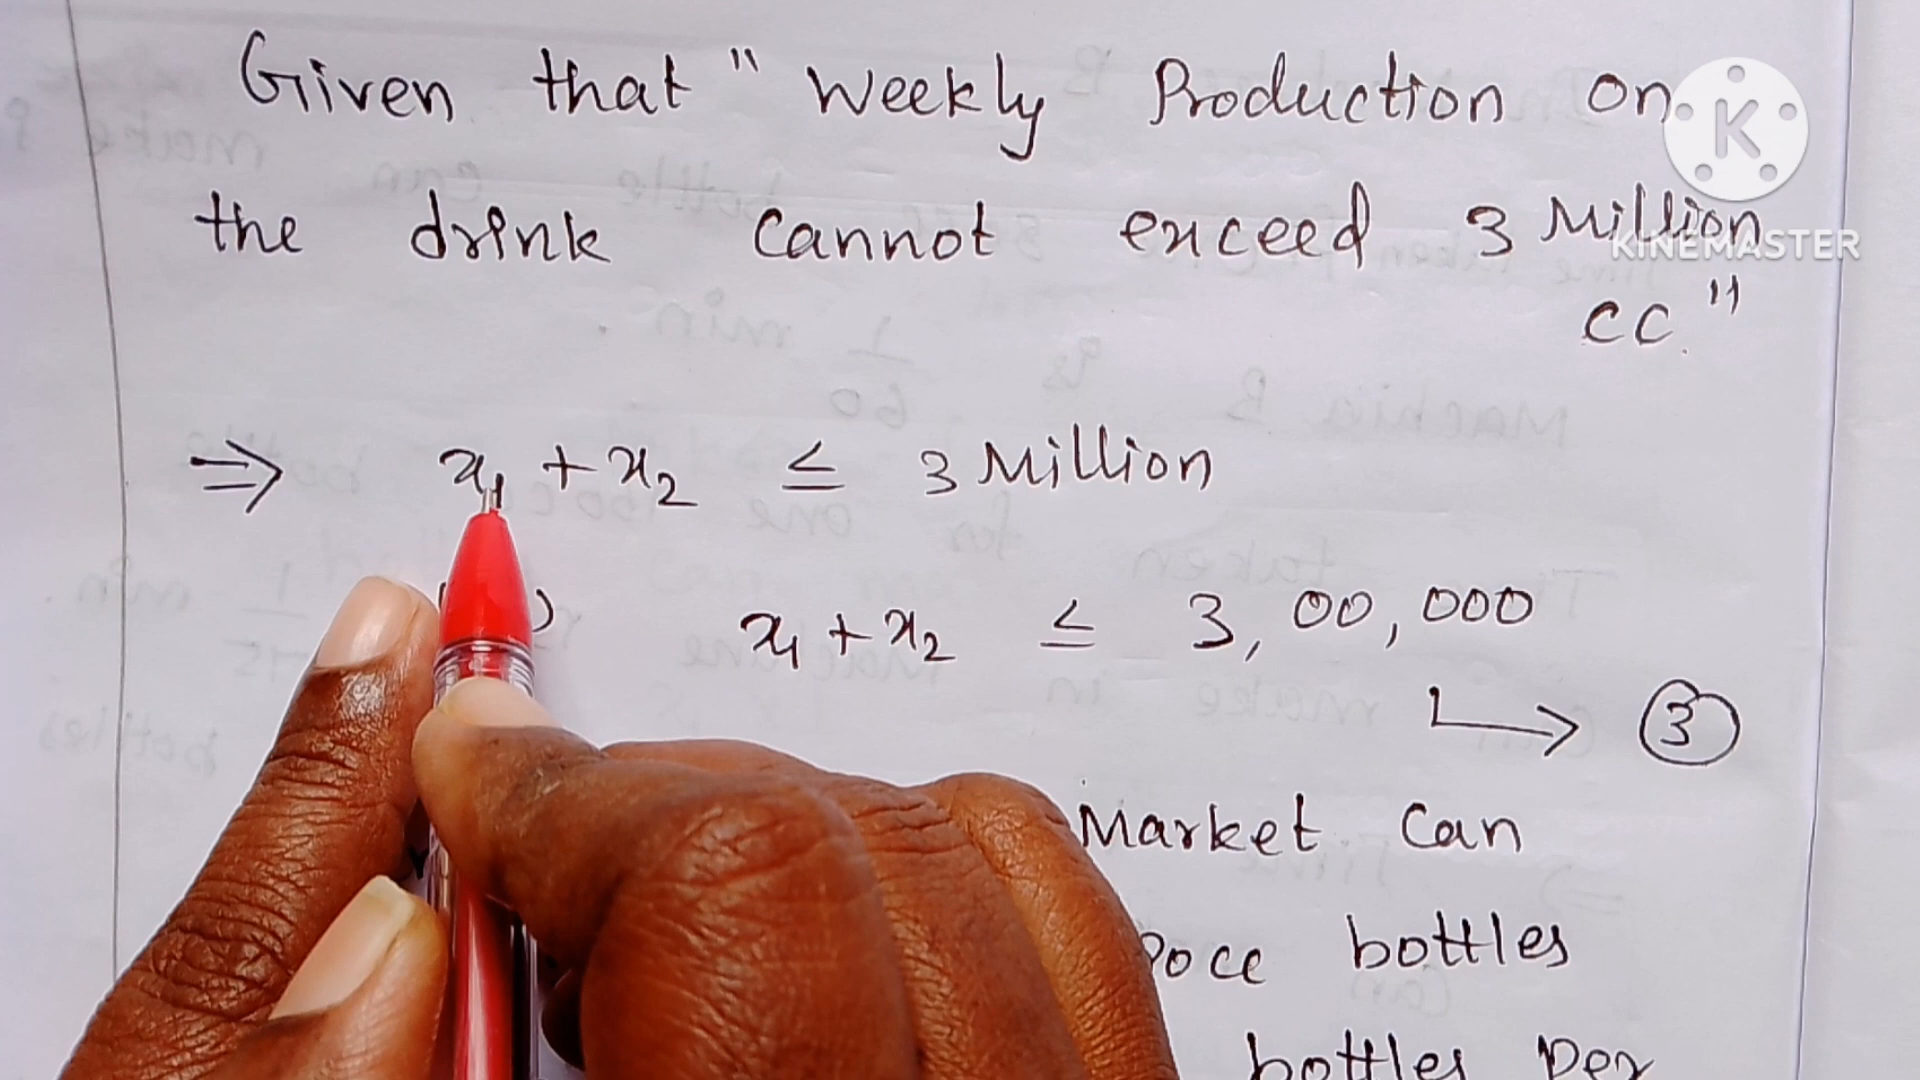 Given that " Weekly Production on
the drink cannot exceed 3 Million
cc."
K
KINEMASTER
⇒ x₁ + x₂ ≤ 3 Million
) x₁ + x₂ ≤ 3,00,000
→ 3
Market can
bottles
bottles per